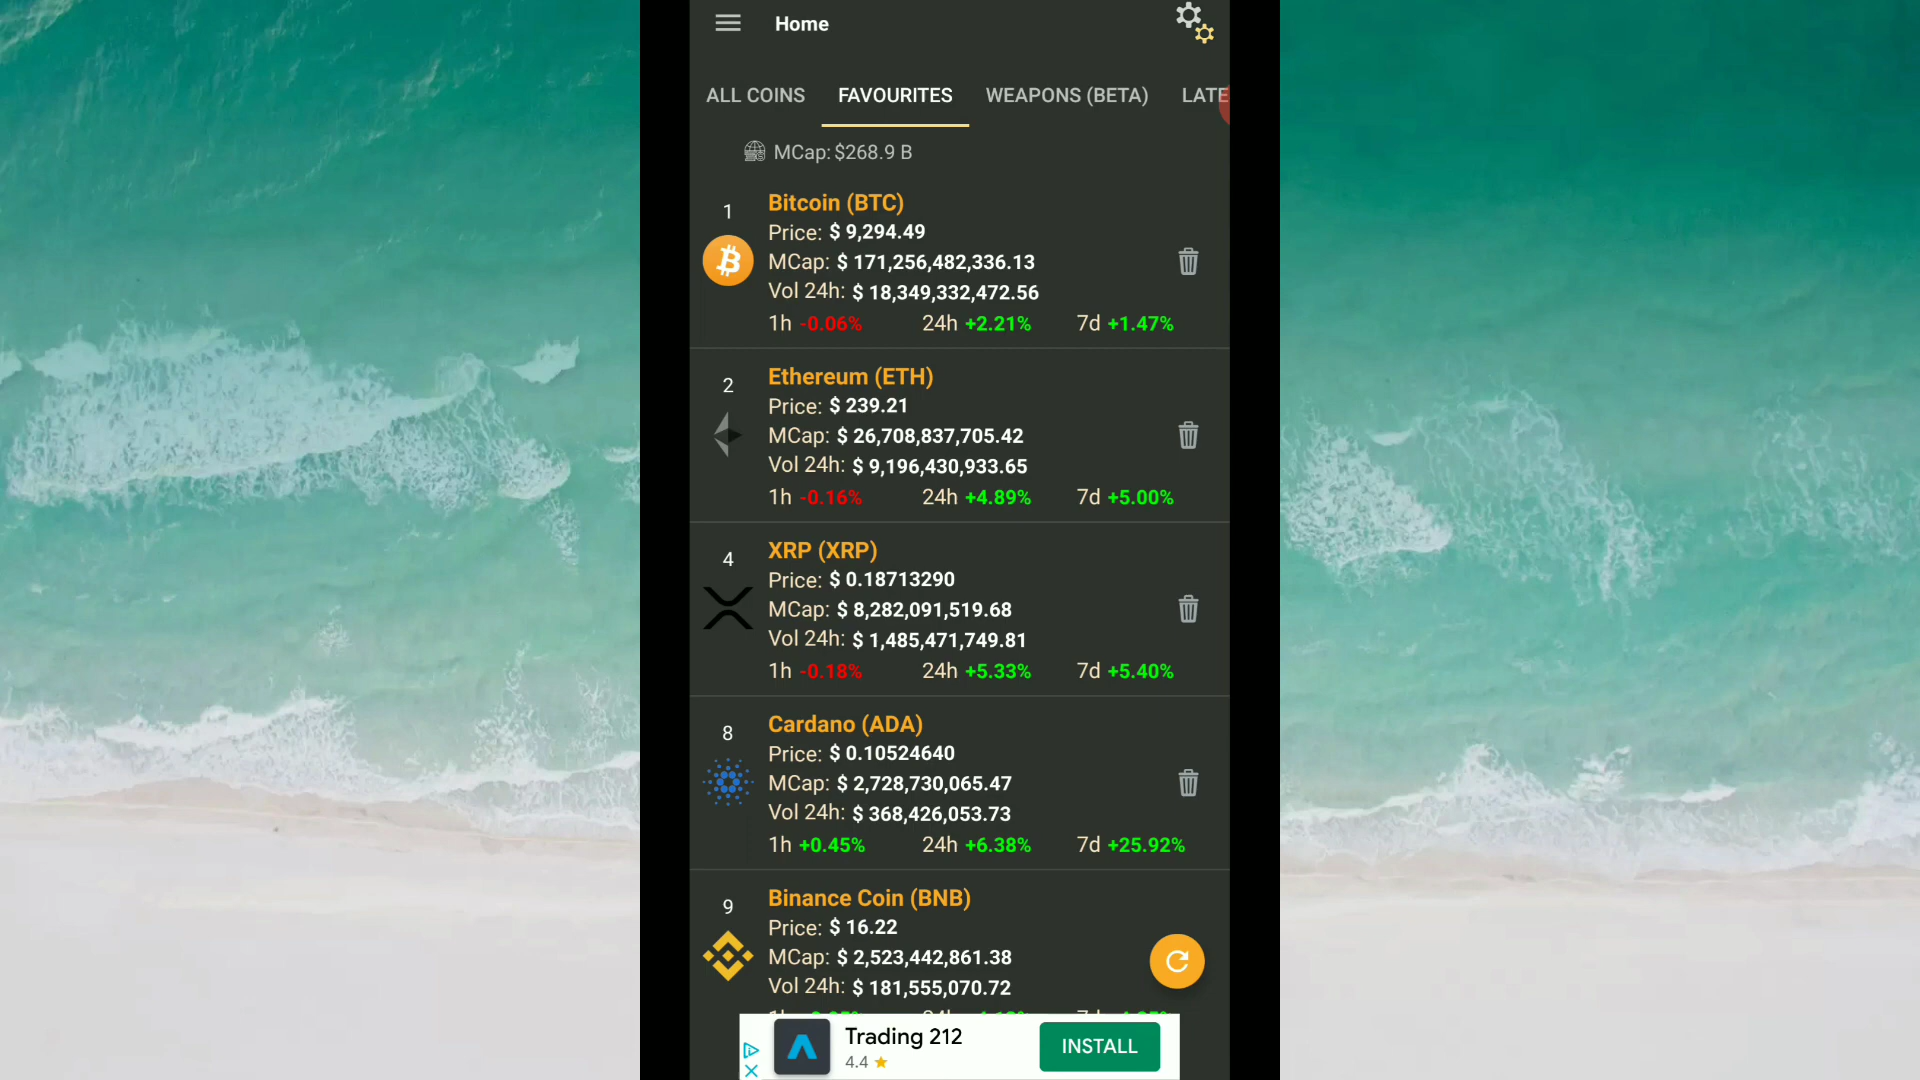 Home
ALL COINS FAVOURITES WEAPONS (BETA) LATE
MCap: $268.9 B
1
Bitcoin (BTC)
Price: $ 9,294.49
MCap: $ 171,256,482,336.13
Vol 24h: $ 18,349,332,472.56
1h -0.06% 24h +2.21% 7d +1.47%
2
Ethereum (ETH)
Price: $ 239.21
MCap: $ 26,708,837,705.42
Vol 24h: $ 9,196,430,933.65
1h -0.16% 24h +4.89% 7d +5.00%
4
XRP (XRP)
Price: $ 0.18713290
MCap: $ 8,282,091,519.68
Vol 24h: $ 1,485,471,749.81
1h -0.18% 24h +5.33% 7d +5.40%
8
Cardano (ADA)
Price: $ 0.10524640
MCap: $ 2,728,730,065.47
Vol 24h: $ 368,426,053.73
1h +0.45% 24h +6.38% 7d +25.92%
9
Binance Coin (BNB)
Price: $ 16.22
MCap: $ 2,523,442,861.38
Vol 24h: $ 181,555,070.72
Trading 212
4.4
INSTALL